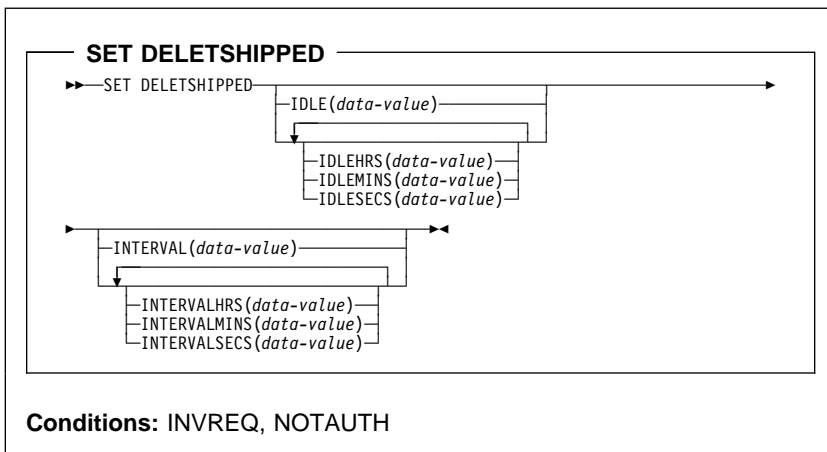 SET DELETSHIPPED
SET DELETSHIPPED
IDLE(data-value)
IDLEHRS(data-value)
IDLEMINS(data-value)
IDLESECS(data-value)
INTERVAL(data-value)
INTERVALHRS(data-value)
INTERVALMINS(data-value)
INTERVALSECS(data-value)
Conditions: INVREQ, NOTAUTH